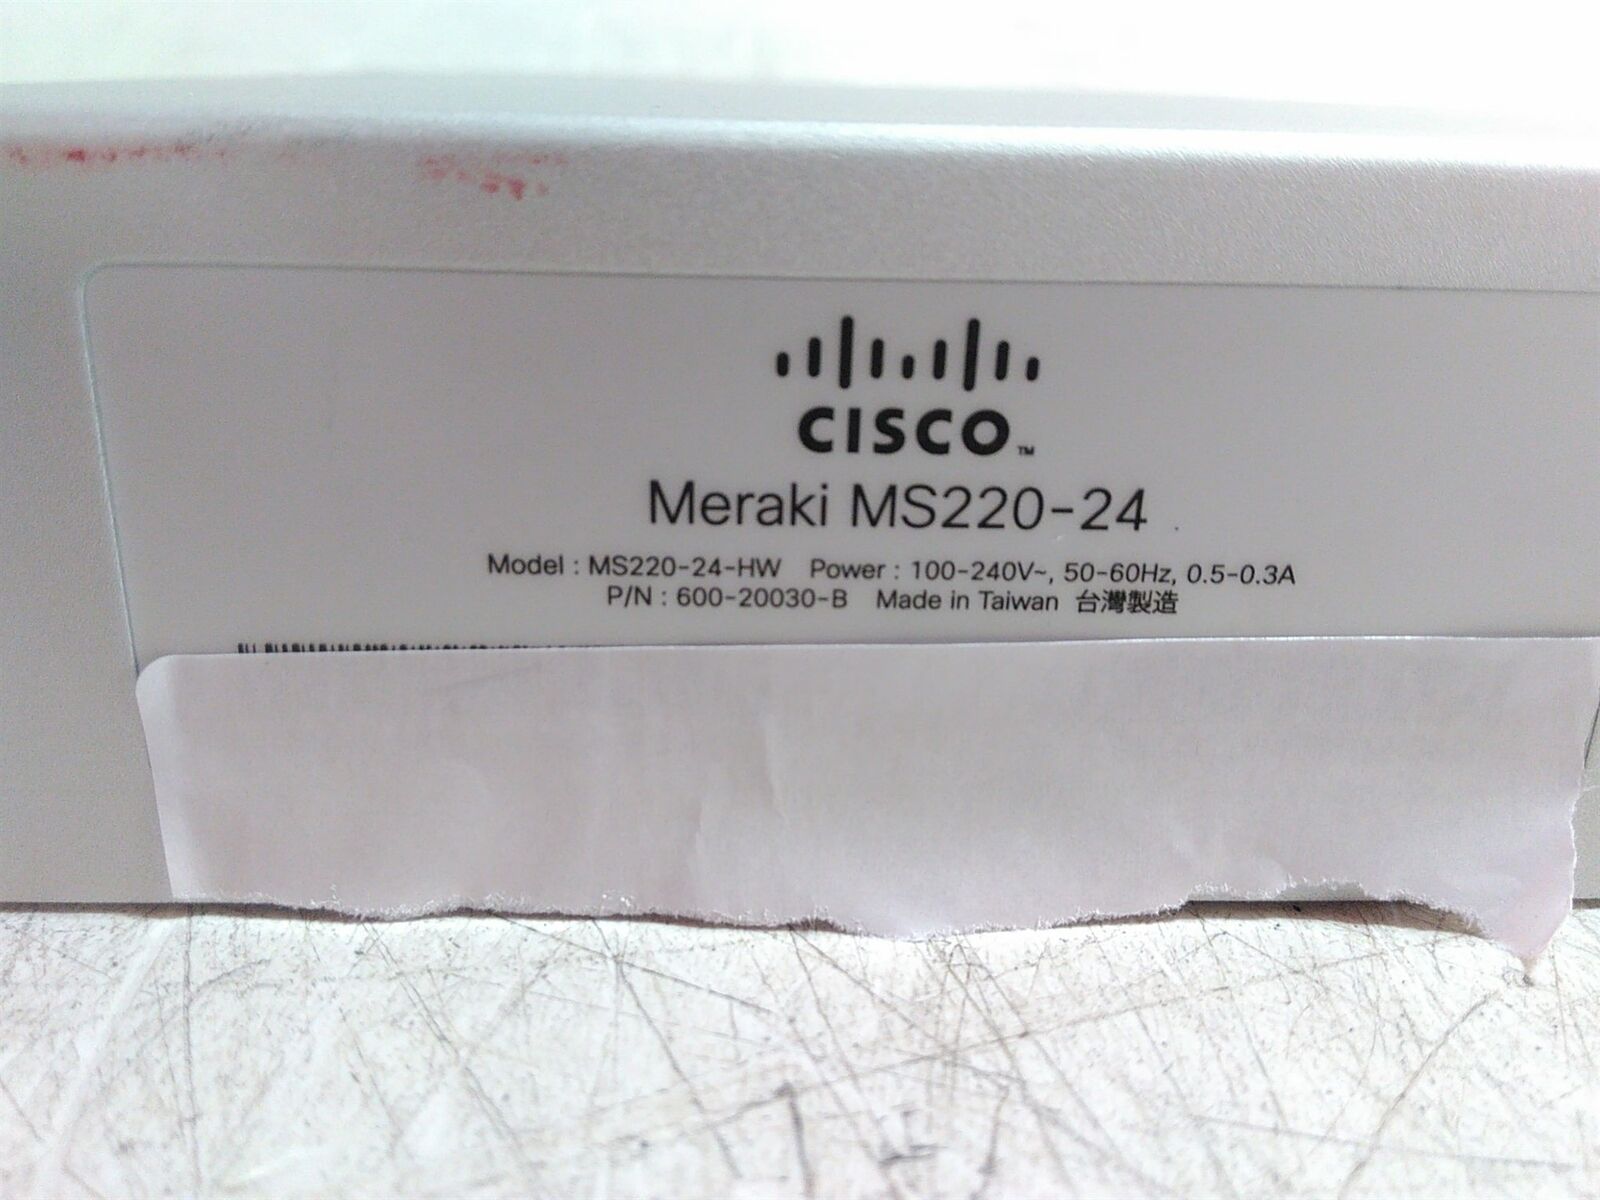 CISCO™
Meraki MS220-24
Model : MS220-24-HW Power : 100-240V~, 50-60Hz, 0.5-0.3A
P/N : 600-20030-B Made in Taiwan 台灣製造